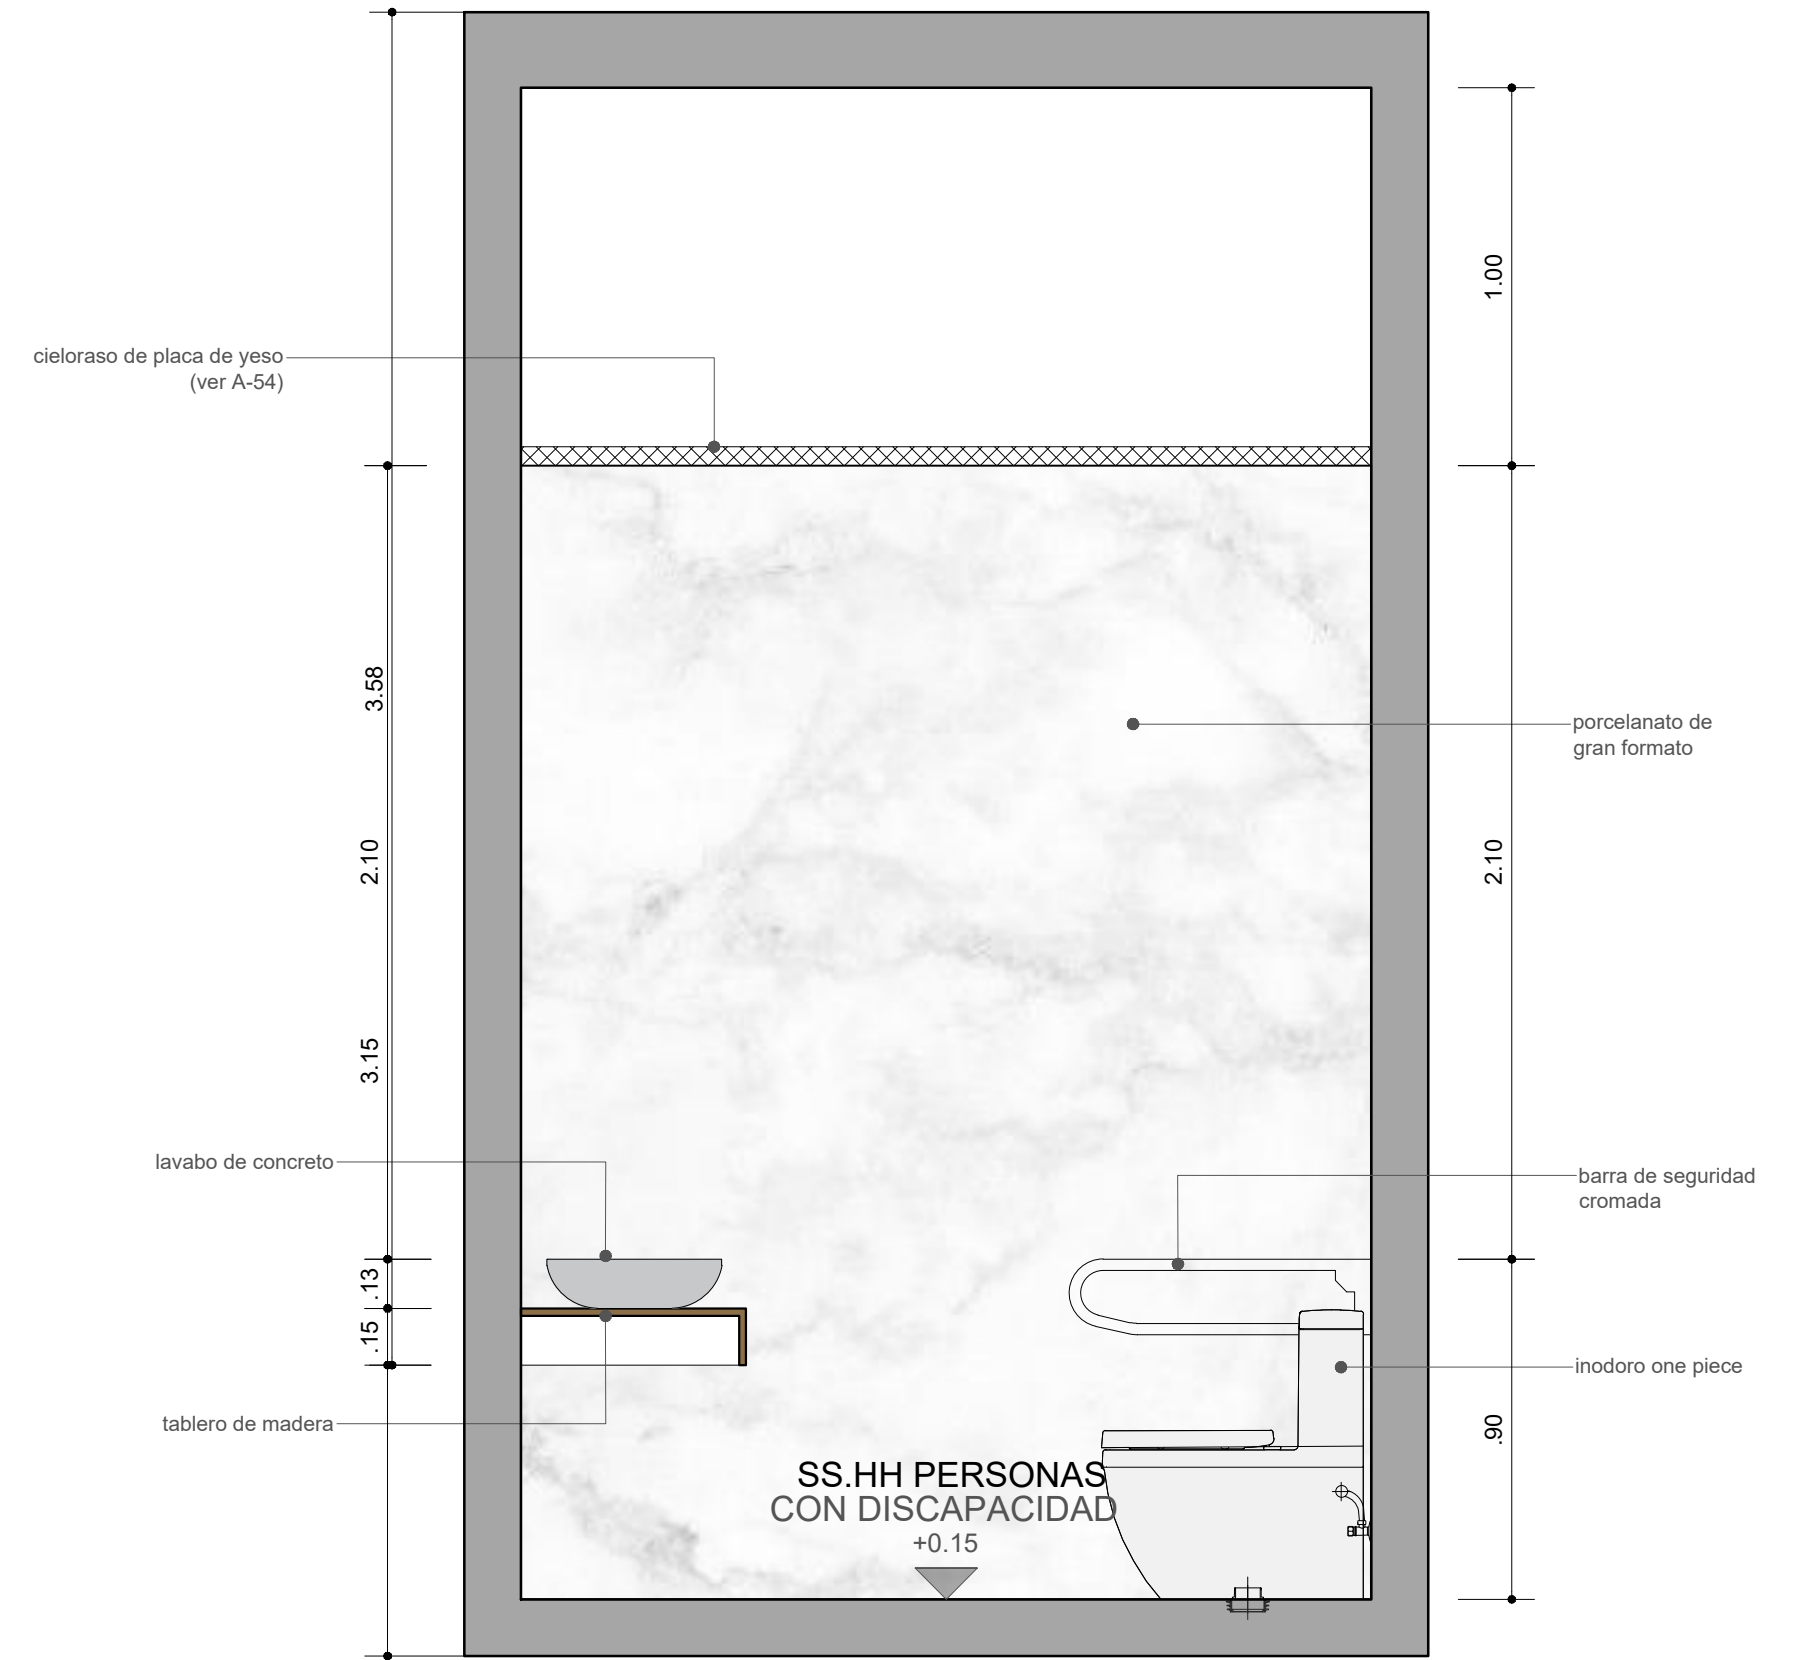 1.00
cieloraso de placa de yeso
(ver A-54)
3.58
porcelanato de
gran formato
2.10
2.10
3.15
lavabo de concreto
barra de seguridad
cromada
.13
.15
inodoro one piece
tablero de madera
.90
SS.HH PERSONAS
CON DISCAPACIDAD
+0.15